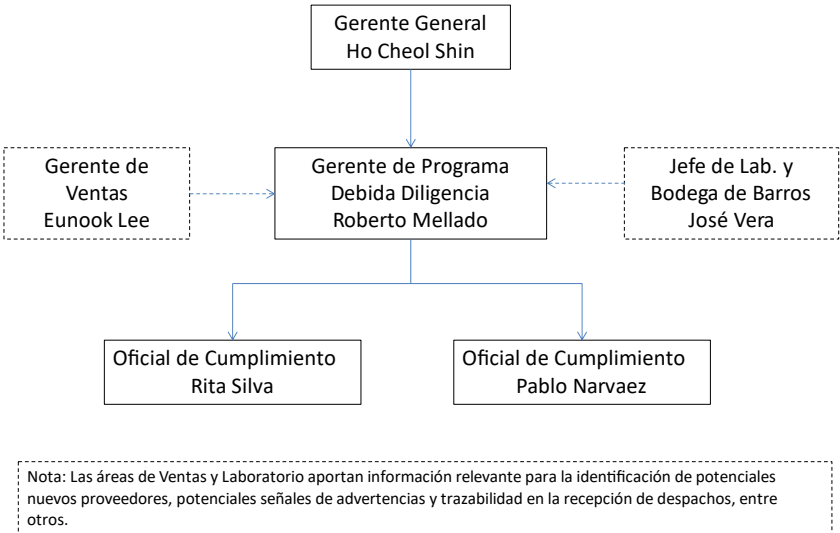 Gerente General
Ho Cheol Shin
Gerente de
Ventas
Eunook Lee
Gerente de Programa
Debida Diligencia
Roberto Mellado
Jefe de Lab. y
Bodega de Barros
José Vera
Oficial de Cumplimiento
Rita Silva
Oficial de Cumplimiento
Pablo Narvaez
Nota: Las áreas de Ventas y Laboratorio aportan información relevante para la identificación de potenciales
nuevos proveedores, potenciales señales de advertencias y trazabilidad en la recepción de despachos, entre
otros.